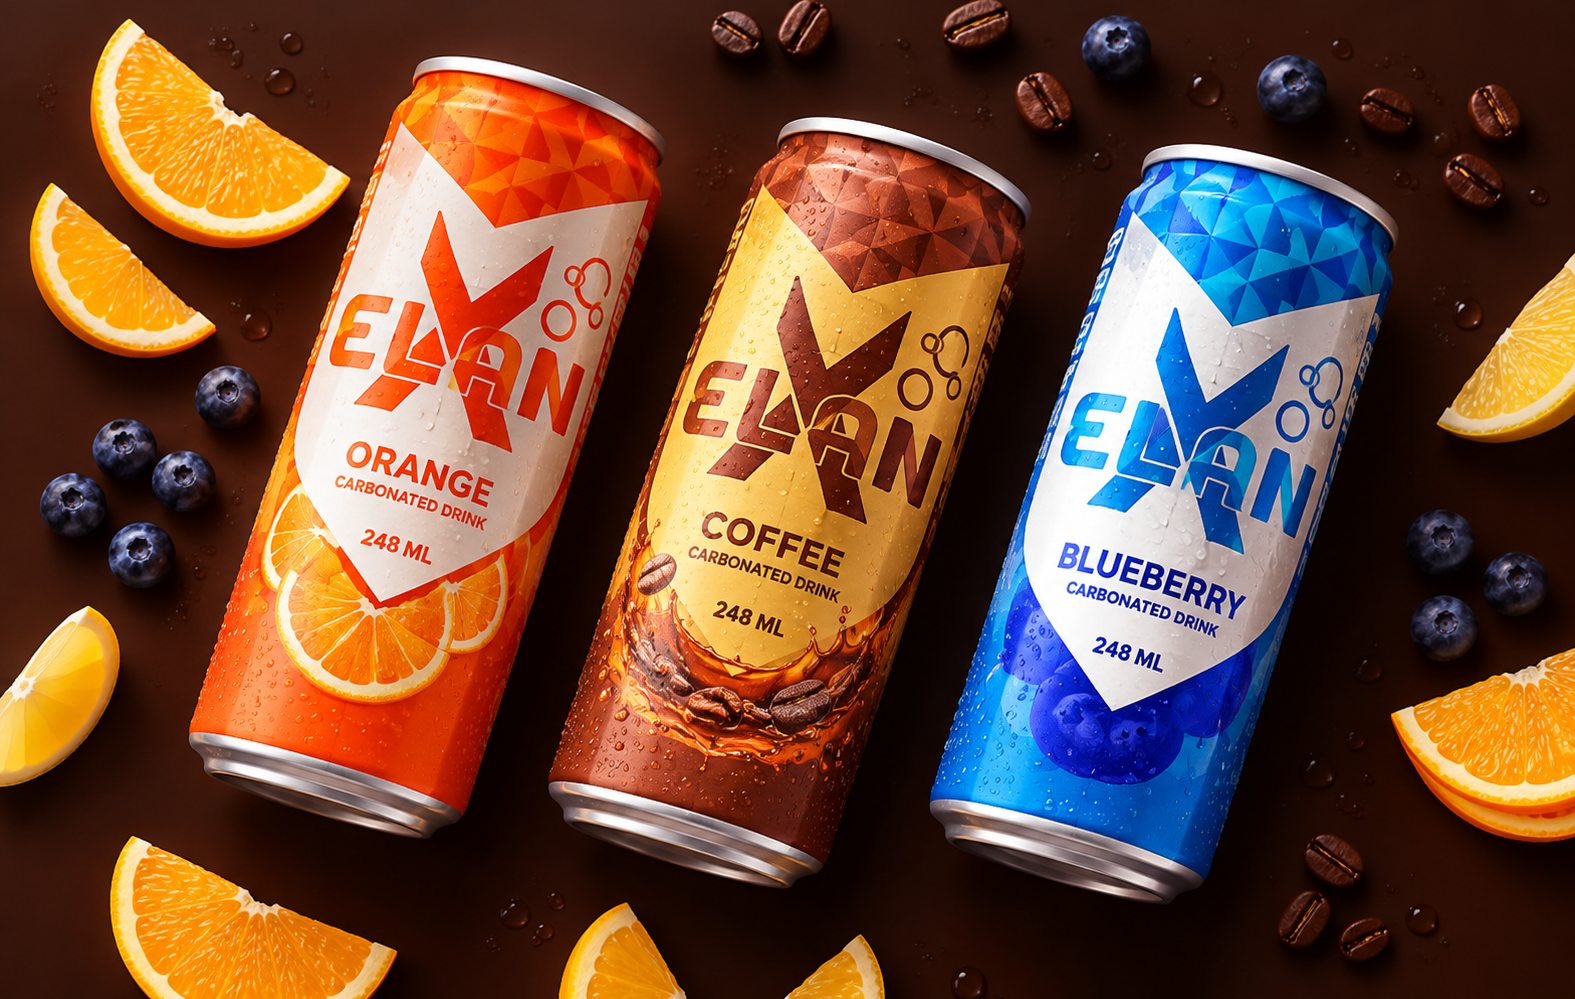 ELAN
X
ORANGE
CARBONATED DRINK
248 ML
ELAN
X
COFFEE
CARBONATED DRINK
248 ML
ELAN
X
BLUEBERRY
CARBONATED DRINK
248 ML